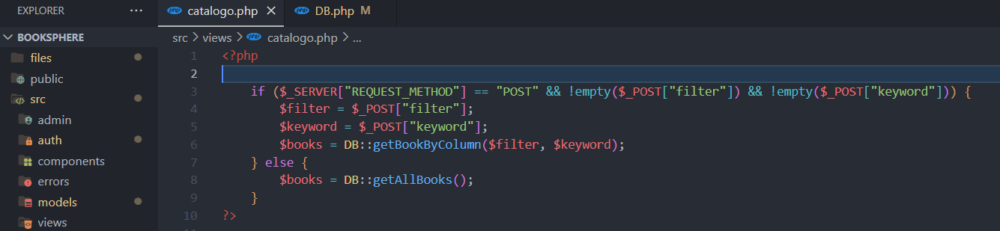 EXPLORER ...
catalogo.php
DB.php M
BOOKSPHERE
src > views > catalogo.php > ...
files
public
src
admin
auth
components
errors
models
views
1 <?php
2
3 if ($_SERVER["REQUEST_METHOD"] == "POST" && !empty($_POST["filter"]) && !empty($_POST["keyword"])) {
4 $filter = $_POST["filter"];
5 $keyword = $_POST["keyword"];
6 $books = DB::getBookByColumn($filter, $keyword);
7 } else {
8 $books = DB::getAllBooks();
9 }
10 ?>